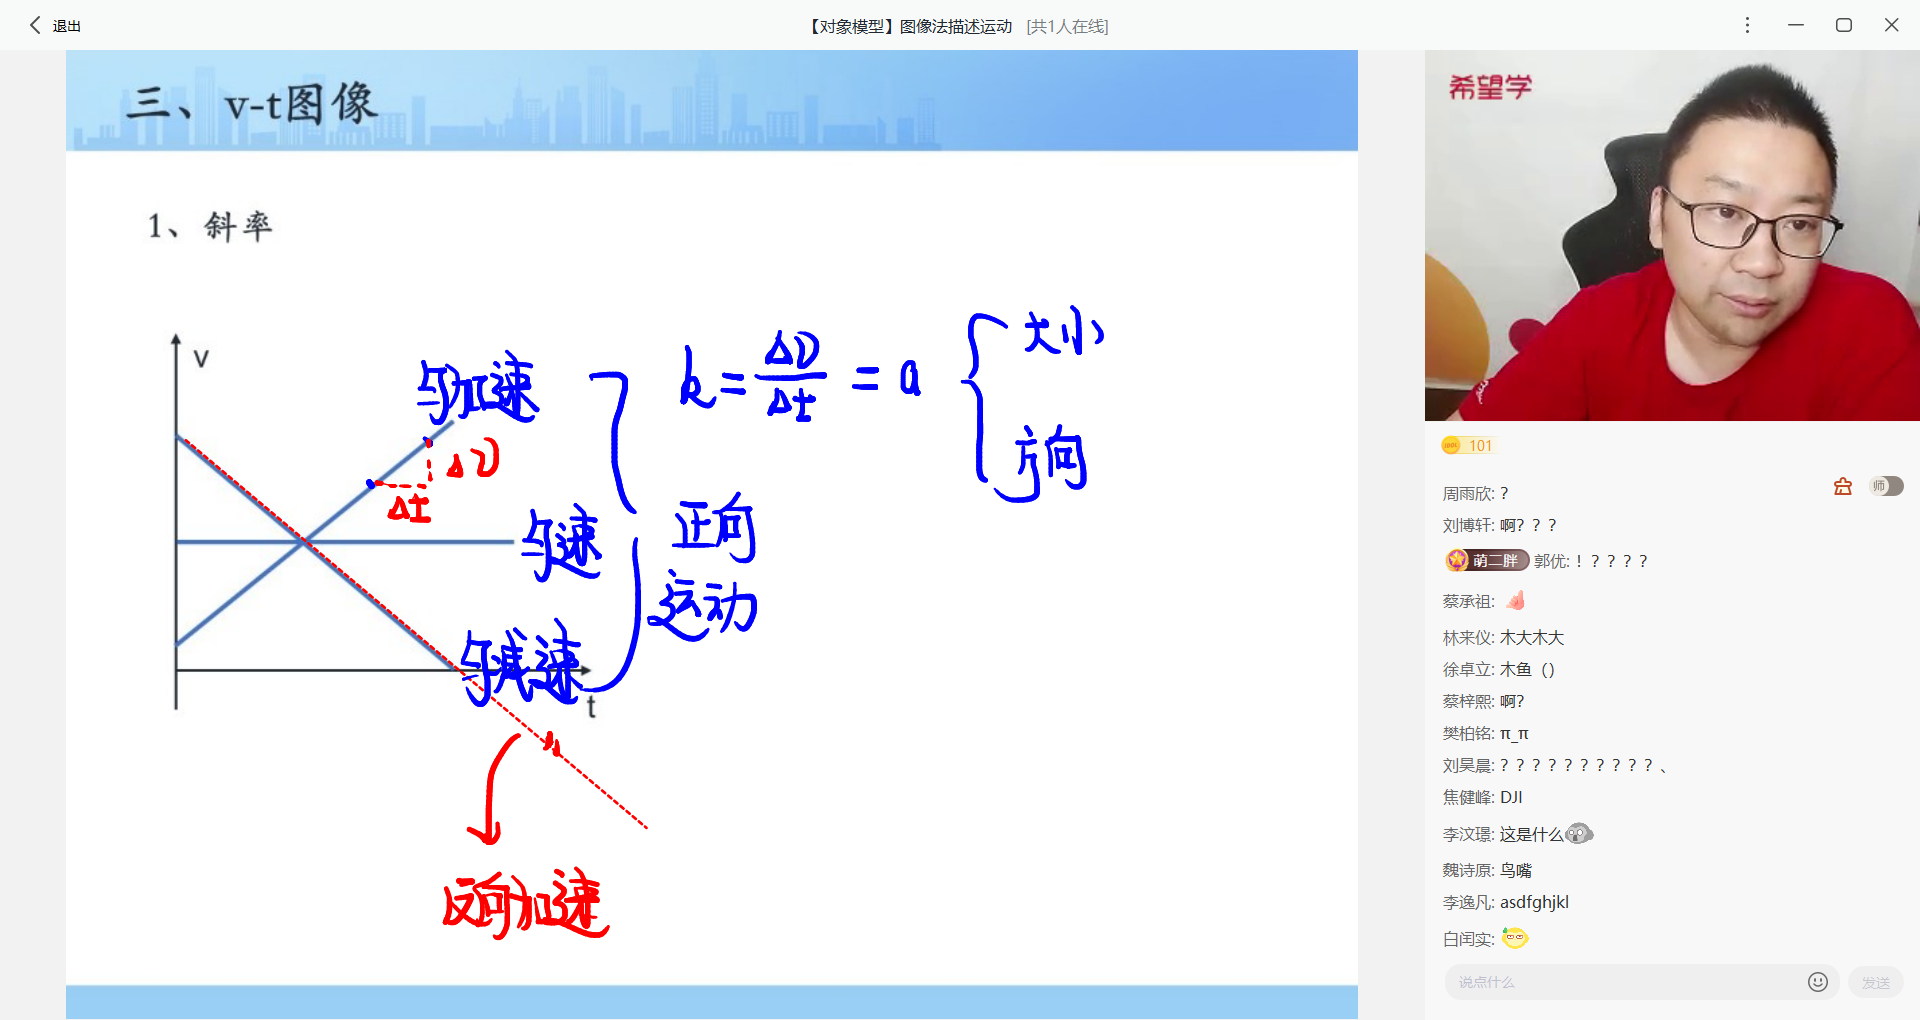 退出
【对象模型】图像法描述运动 [共1人在线]
三、v-t图像
1、斜率
v
匀加速
Δv
Δt
匀速
匀减速
t
正向
运动
k=Δv/Δt=a
大小
方向
反向加速
希望学
101
师
周雨欣: ?
刘博轩: 啊? ? ?
萌二胖 郭优: ! ? ? ? ?
蔡承祖:
林来仪: 木大木大
徐卓立: 木鱼（）
蔡梓熙: 啊?
樊柏铭: π_π
刘昊晨: ? ? ? ? ? ? ? ? ? ? 、
焦健峰: DJI
李汶璟: 这是什么
魏诗原: 鸟嘴
李逸凡: asdfghjkl
白闰实:
说点什么
发送